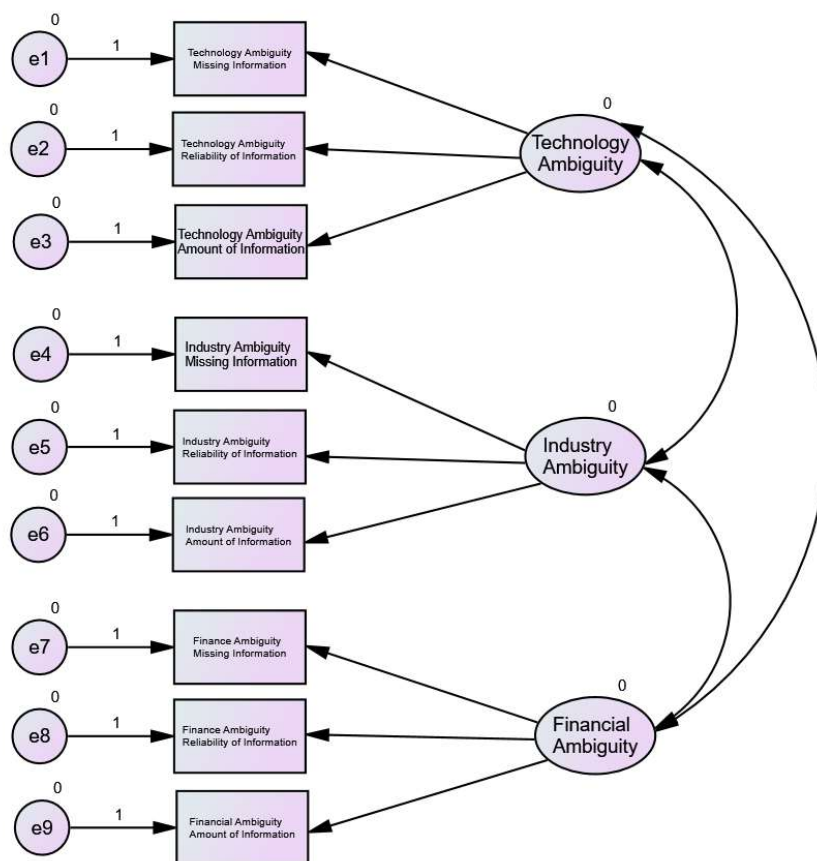 0
e1
1
Technology Ambiguity
Missing Information
0
Technology
Ambiguity
0
e2
1
Technology Ambiguity
Reliability of Information
0
e3
1
Technology Ambiguity
Amount of Information
0
e4
1
Industry Ambiguity
Missing Information
0
Industry
Ambiguity
0
e5
1
Industry Ambiguity
Reliability of Information
0
e6
1
Industry Ambiguity
Amount of Information
0
e7
1
Finance Ambiguity
Missing Information
0
Financial
Ambiguity
0
e8
1
Finance Ambiguity
Reliability of Information
0
e9
1
Financial Ambiguity
Amount of Information